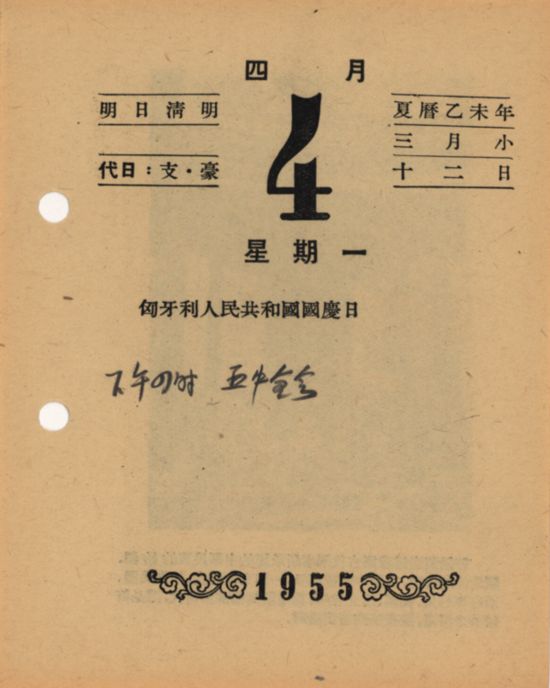 四月
明日清明
代日：支·豪
4
夏曆乙未年
三月小
十二日
星期一
匈牙利人民共和國國慶日
下午四时 五中全会
1955